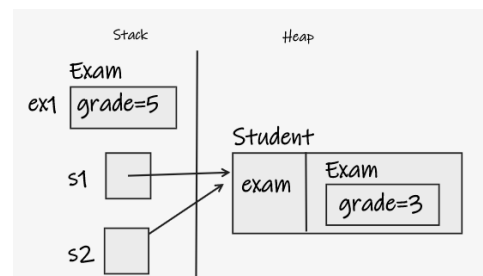 Stack
Heap
Exam
ex1 grade=5
Student
s1
exam
Exam
grade=3
s2